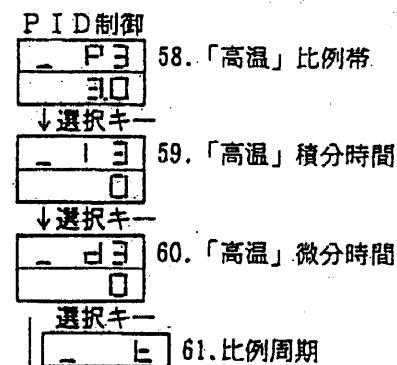 PID制御
_ P3 58.「高温」比例帯
3.0
↓選択キー
_ I3 59.「高温」積分時間
0
↓選択キー
_ d3 60.「高温」微分時間
0
選択キー
_ t 61.比例周期